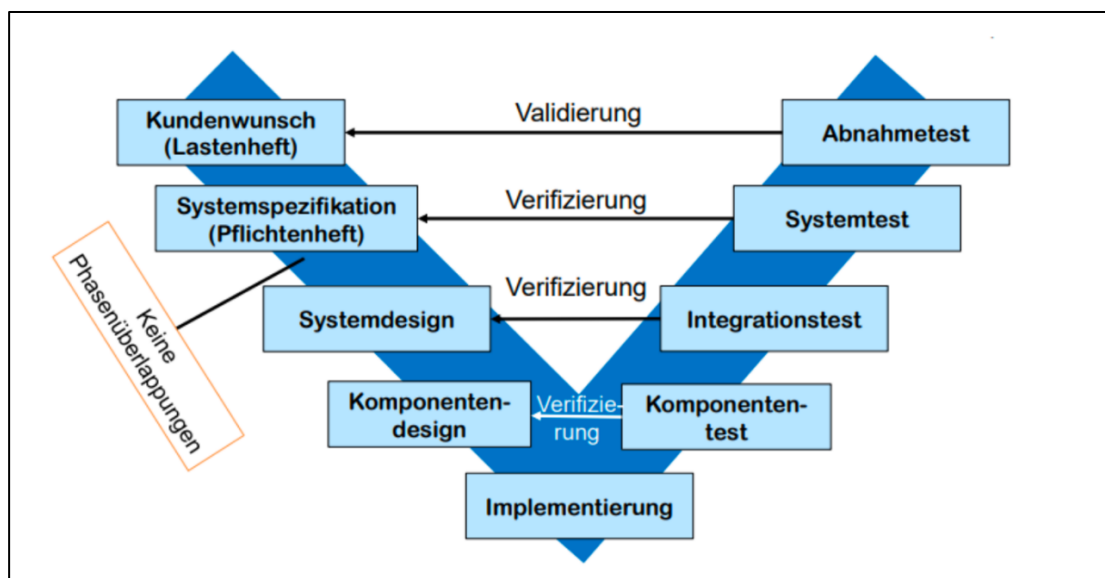 Kundenwunsch
(Lastenheft)
Validierung
Abnahmetest
Systemspezifikation
(Pflichtenheft)
Verifizierung
Systemtest
Keine
Phasenüberlappungen
Systemdesign
Verifizierung
Integrationstest
Komponenten-
design
Verifizie-
rung
Komponenten-
test
Implementierung